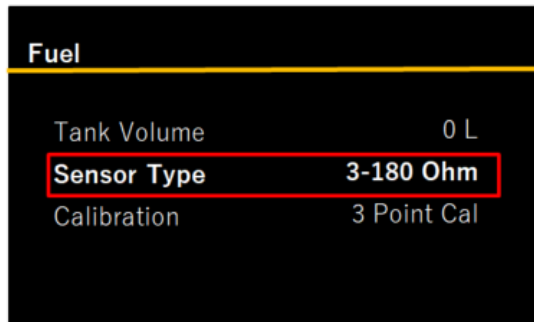 Fuel
Tank Volume 0 L
Sensor Type 3-180 Ohm
Calibration 3 Point Cal